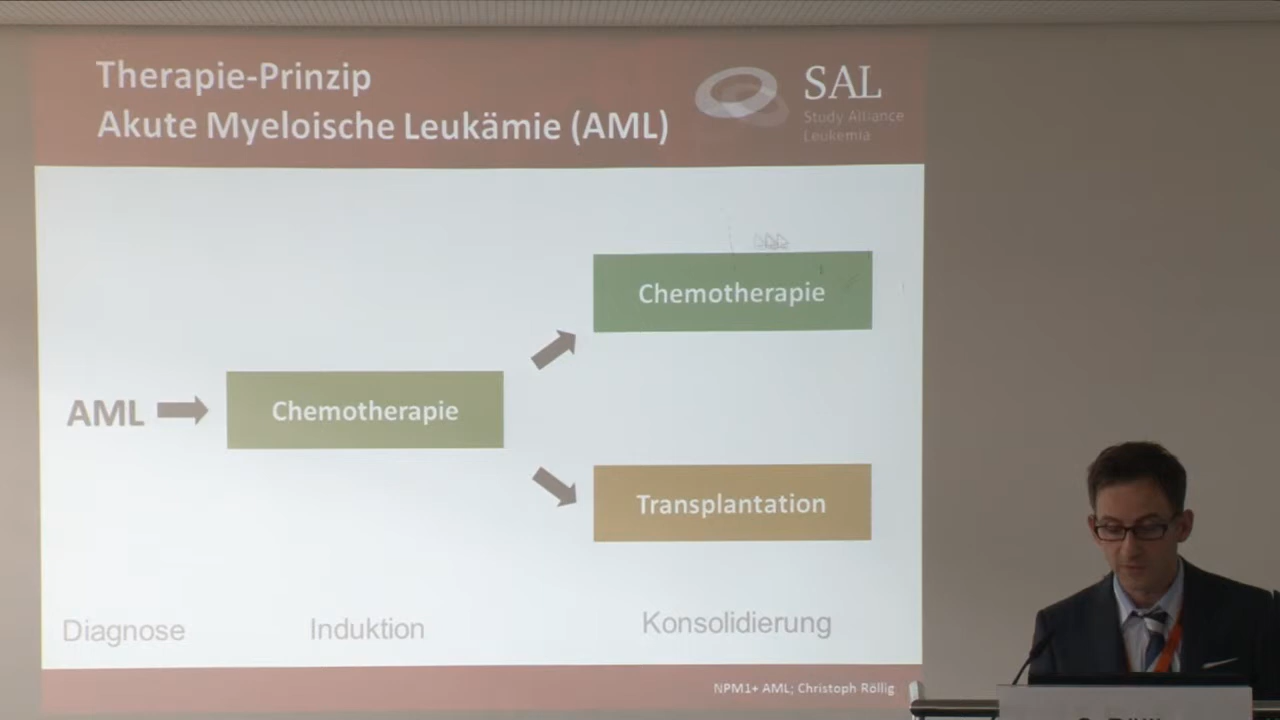 Therapie-Prinzip
Akute Myeloische Leukämie (AML)
SAL
Study Alliance
Leukemia
Chemotherapie
AML
Chemotherapie
Transplantation
Diagnose
Induktion
Konsolidierung
NPM1+ AML; Christoph Röllig